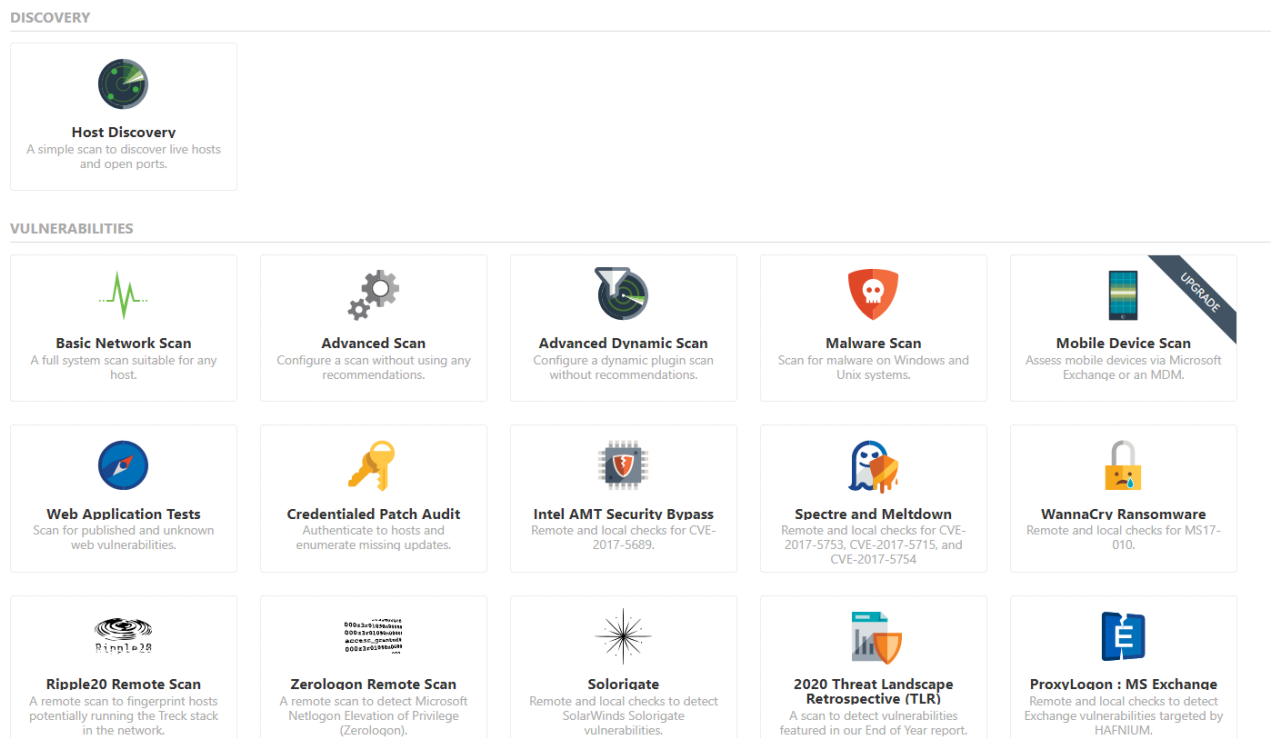 DISCOVERY
Host Discovery
A simple scan to discover live hosts
and open ports.
VULNERABILITIES
Basic Network Scan
A full system scan suitable for any
host.
Advanced Scan
Configure a scan without using any
recommendations.
Advanced Dynamic Scan
Configure a dynamic plugin scan
without recommendations.
Malware Scan
Scan for malware on Windows and
Unix systems.
UPGRADE
Mobile Device Scan
Assess mobile devices via Microsoft
Exchange or an MDM.
Web Application Tests
Scan for published and unknown
web vulnerabilities.
Credentialed Patch Audit
Authenticate to hosts and
enumerate missing updates.
Intel AMT Security Bypass
Remote and local checks for CVE-
2017-5689.
Spectre and Meltdown
Remote and local checks for CVE-
2017-5753, CVE-2017-5715, and
CVE-2017-5754
WannaCry Ransomware
Remote and local checks for MS17-
010.
Ripple20
Ripple20 Remote Scan
A remote scan to fingerprint hosts
potentially running the Treck stack
in the network.
Zerologon Remote Scan
A remote scan to detect Microsoft
Netlogon Elevation of Privilege
(Zerologon).
Solorigate
Remote and local checks to detect
SolarWinds Solorigate
vulnerabilities.
2020 Threat Landscape
Retrospective (TLR)
A scan to detect vulnerabilities
featured in our End of Year report.
E
ProxyLogon : MS Exchange
Remote and local checks to detect
Exchange vulnerabilities targeted by
HAFNIUM.